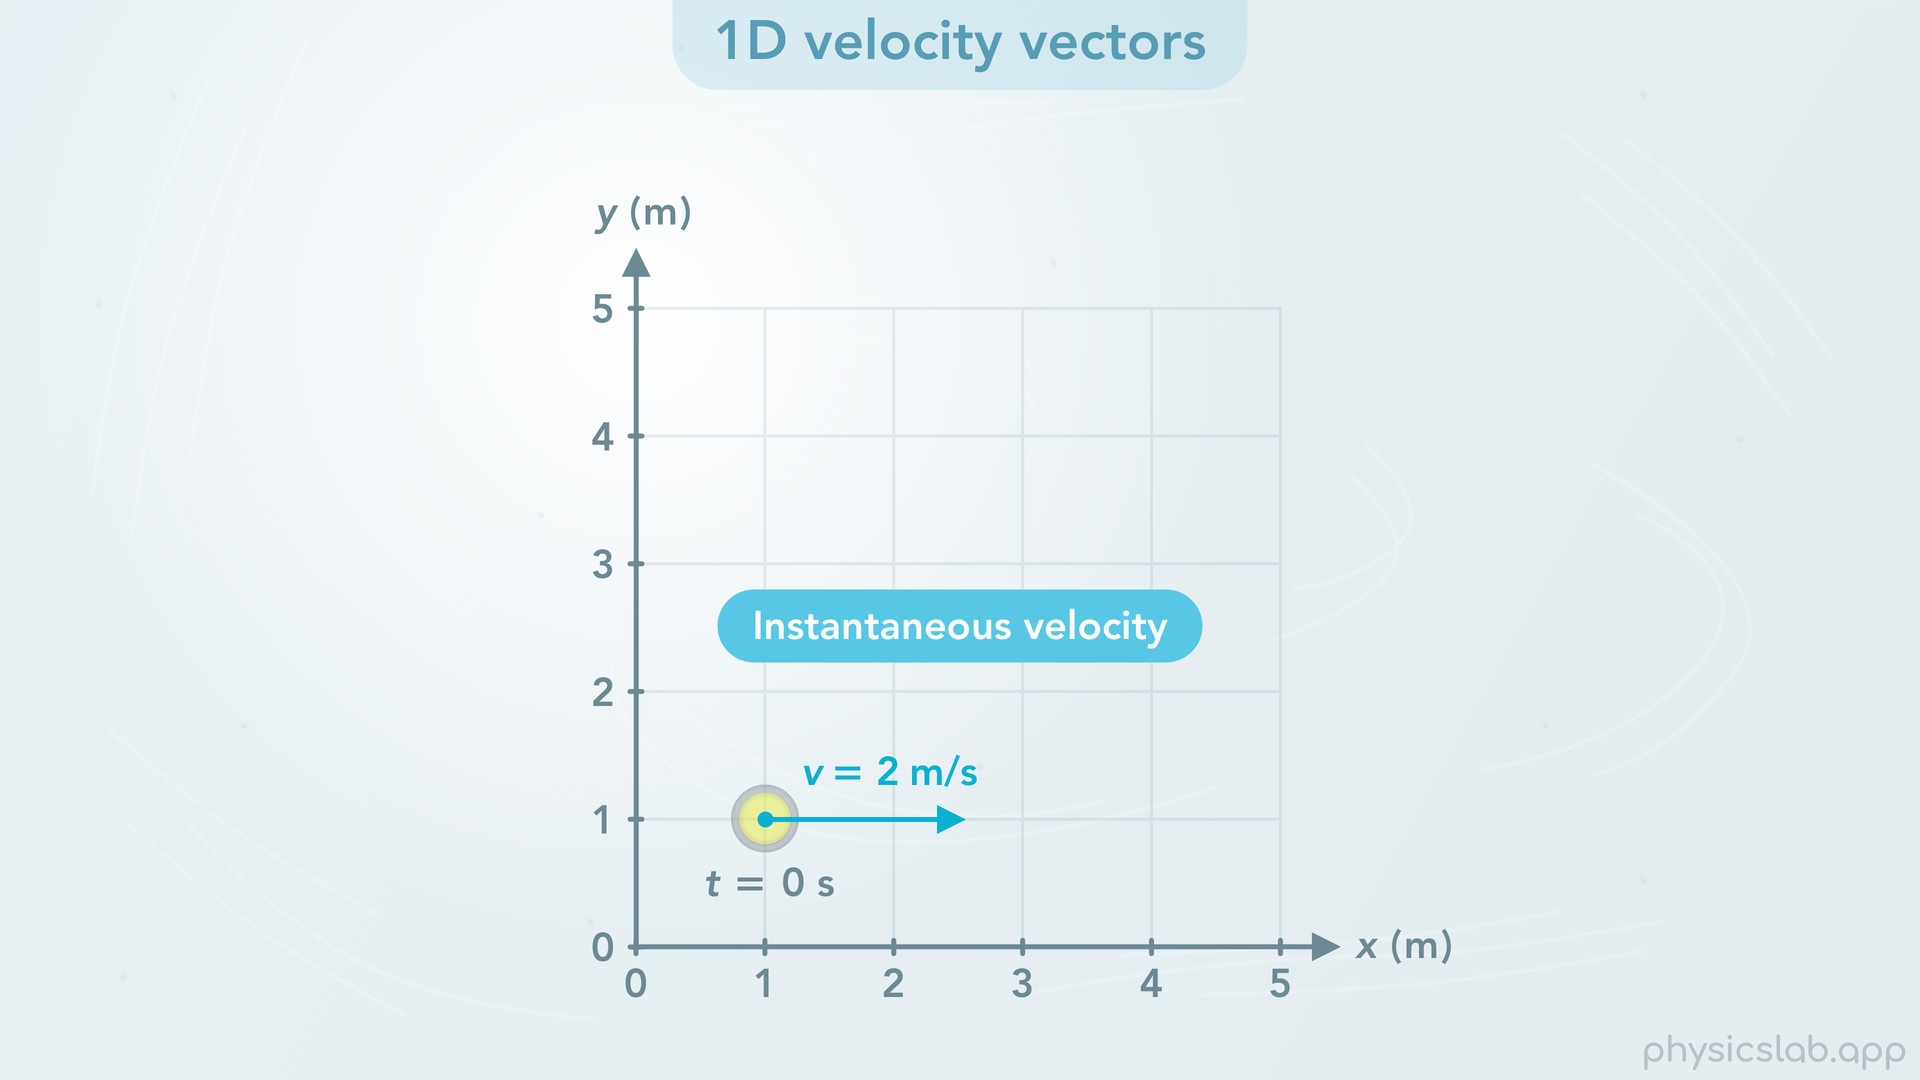 1D velocity vectors
y (m)
5
4
3
Instantaneous velocity
2
v = 2 m/s
1
t = 0 s
0
x (m)
0 1 2 3 4 5
physicslab.app